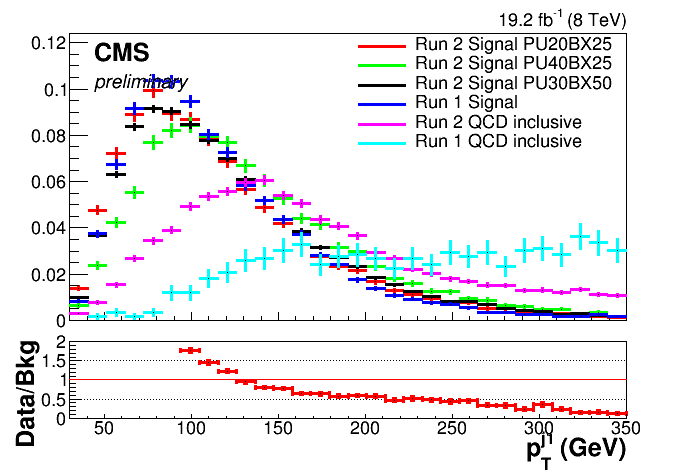 19.2 fb⁻¹ (8 TeV)
CMS
preliminary
Run 2 Signal PU20BX25
Run 2 Signal PU40BX25
Run 2 Signal PU30BX50
Run 1 Signal
Run 2 QCD inclusive
Run 1 QCD inclusive
0.12
0.1
0.08
0.06
0.04
0.02
0
Data/Bkg
2
1.5
1
0.5
0
50 100 150 200 250 300 350
p_T^{j1} (GeV)